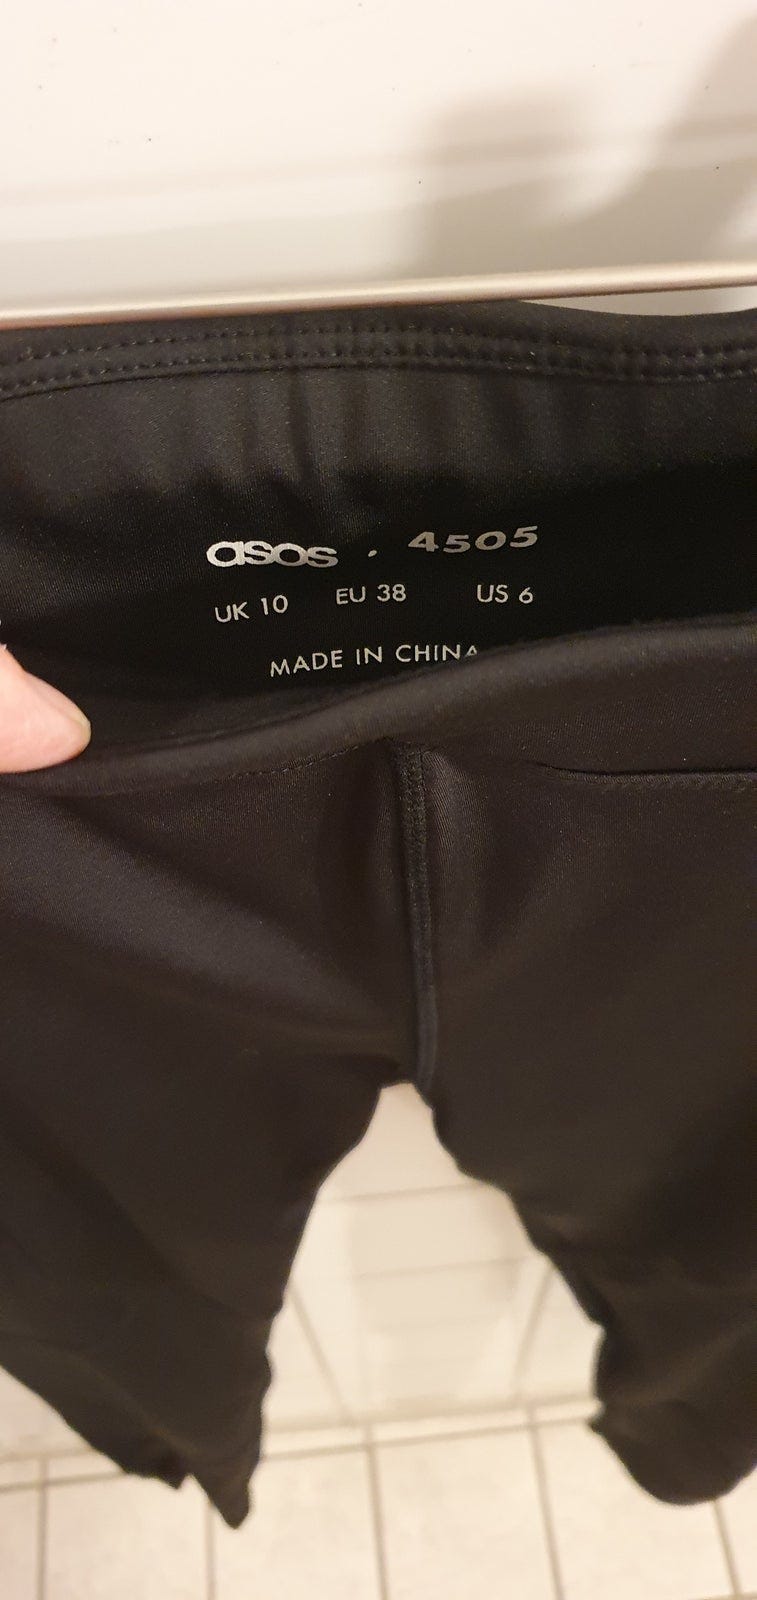 asos . 4505
UK 10 EU 38 US 6
MADE IN CHINA